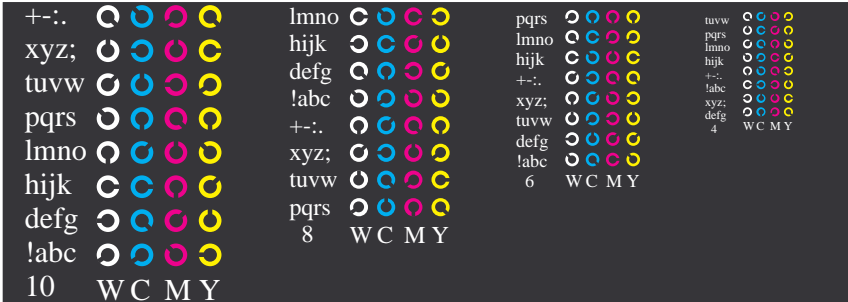 +-:.
xyz;
tuvw
pqrs
lmno
hijk
defg
!abc
10 W C M Y
lmno
hijk
defg
!abc
+-:.
xyz;
tuvw
pqrs
8 W C M Y
pqrs
lmno
hijk
+-:.
xyz;
tuvw
defg
!abc
6 W C M Y
tuvw
pqrs
lmno
hijk
+-:.
!abc
xyz;
defg
4 W C M Y